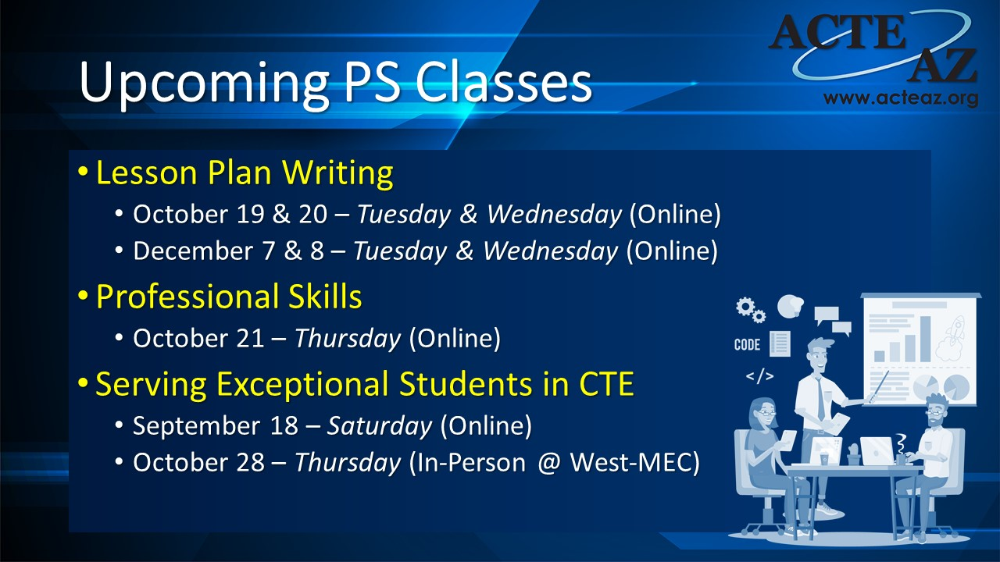 ACTE
AZ
www.acteaz.org
Upcoming PS Classes
• Lesson Plan Writing
• October 19 & 20 – Tuesday & Wednesday (Online)
• December 7 & 8 – Tuesday & Wednesday (Online)
• Professional Skills
• October 21 – Thursday (Online)
• Serving Exceptional Students in CTE
• September 18 – Saturday (Online)
• October 28 – Thursday (In-Person @ West-MEC)
CODE
</>